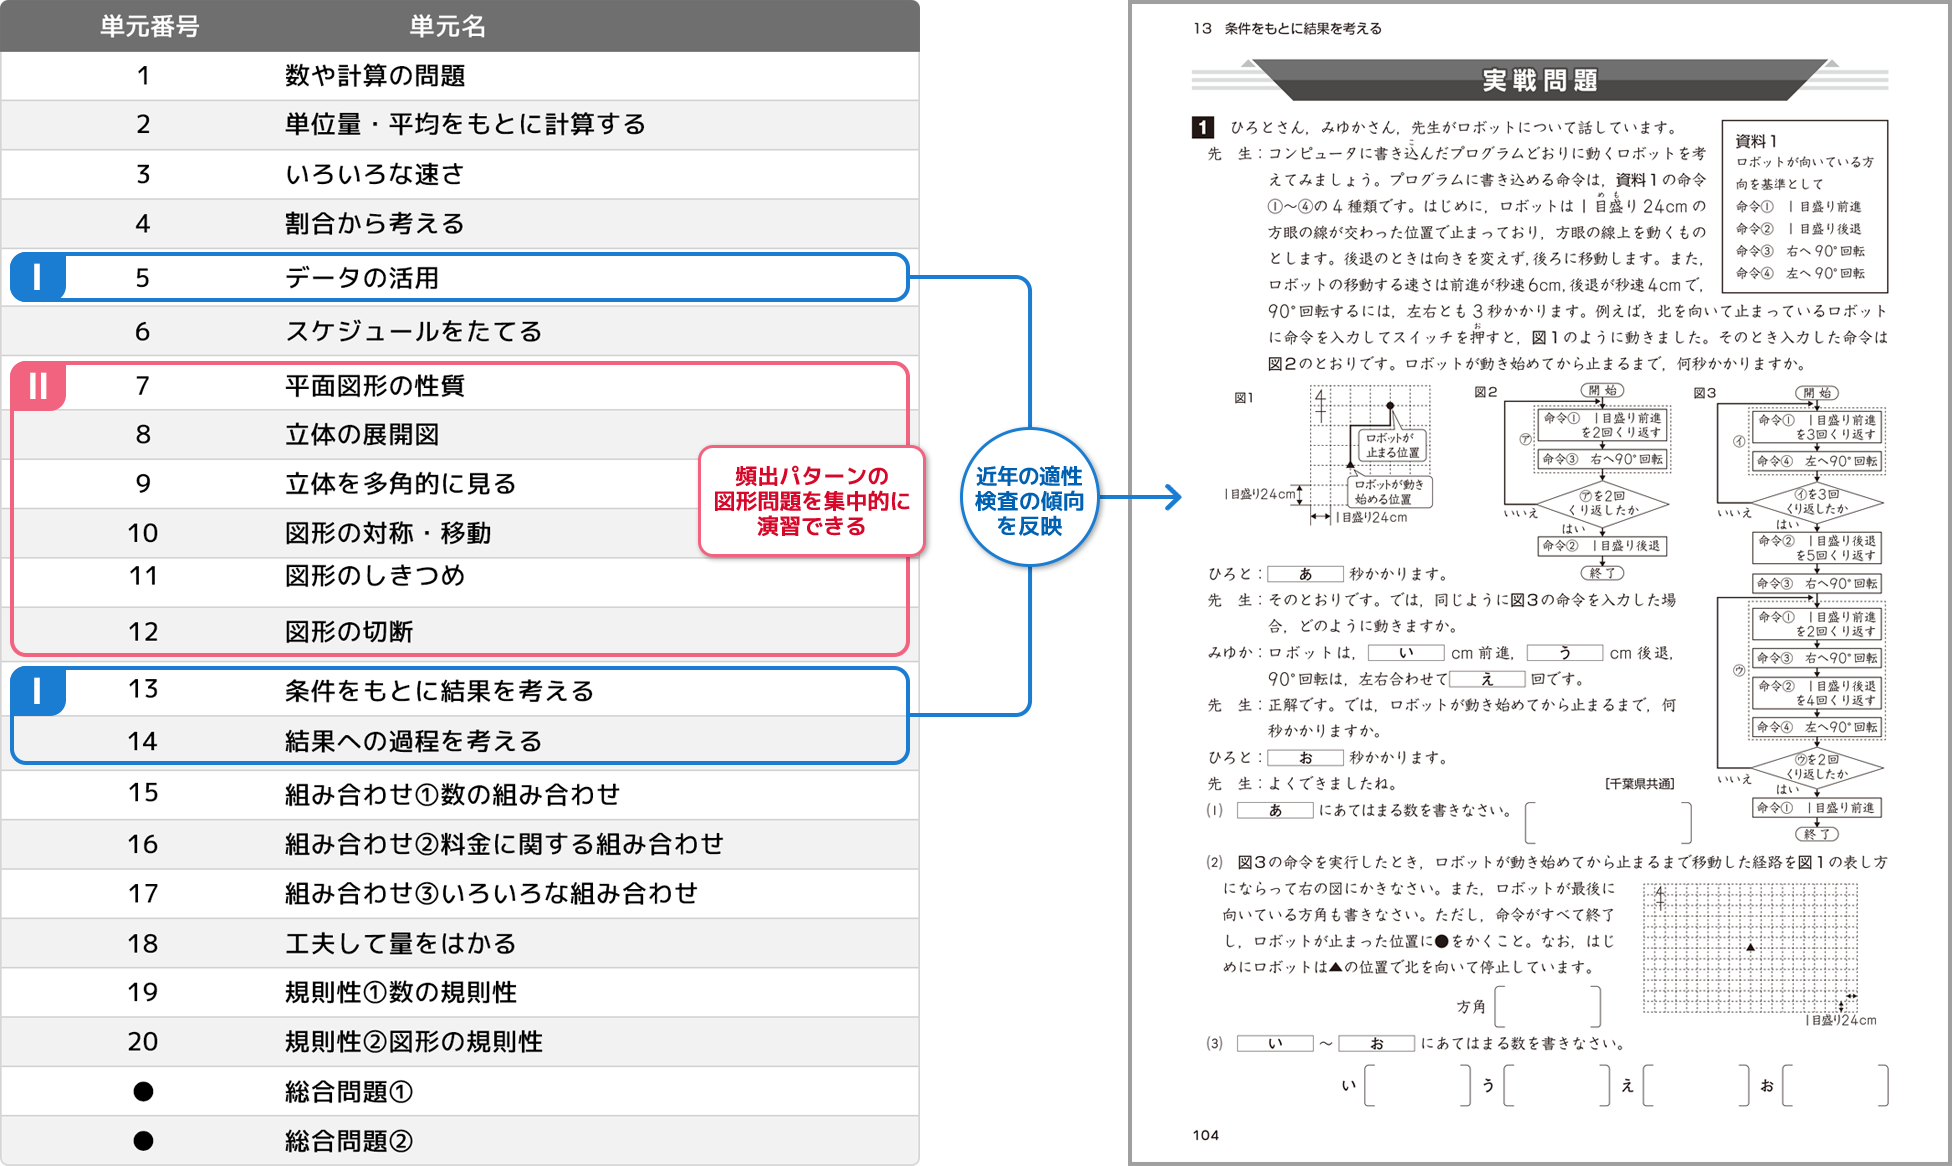 単元番号 単元名
1 数や計算の問題
2 単位量・平均をもとに計算する
3 いろいろな速さ
4 割合から考える
I 5 データの活用
6 スケジュールをたてる
II 7 平面図形の性質
8 立体の展開図
9 立体を多角的に見る
10 図形の対称・移動
11 図形のしきつめ
12 図形の切断
I 13 条件をもとに結果を考える
14 結果への過程を考える
15 組み合わせ①数の組み合わせ
16 組み合わせ②料金に関する組み合わせ
17 組み合わせ③いろいろな組み合わせ
18 工夫して量をはかる
19 規則性①数の規則性
20 規則性②図形の規則性
● 総合問題①
● 総合問題②
頻出パターンの
図形問題を集中的に
演習できる
近年の適性
検査の傾向
を反映
13 条件をもとに結果を考える
実戦問題
1 ひろとさん，みゆかさん，先生がロボットについて話しています。
先 生：コンピュータに書き込んだプログラムどおりに動くロボットを考
えてみましょう。プログラムに書き込める命令は，資料1の命令
①～④の4種類です。はじめに，ロボットは1目盛り24cmの
方眼の線が交わった位置で止まっており，方眼の線上を動くもの
とします。後退のときは向きを変えず，後ろに移動します。また，
ロボットの移動する速さは前進が秒速6cm，後退が秒速4cmで，
90°回転するには，左右とも3秒かかります。例えば，北を向いて止まっているロボット
に命令を入力してスイッチを押すと，図1のように動きました。そのとき入力した命令は
図2のとおりです。ロボットが動き始めてから止まるまで，何秒かかりますか。
資料1
ロボットが向いている方
向を基準として
命令① 1目盛り前進
命令② 1目盛り後退
命令③ 右へ90°回転
命令④ 左へ90°回転
図1
ロボットが
止まる位置
ロボットが動き
始める位置
1目盛り24cm
1目盛り24cm
図2
開始
命令① 1目盛り前進
を2回くり返す
㋐
命令③ 右へ90°回転
㋐を2回
くり返したか
いいえ
はい
命令② 1目盛り後退
終了
図3
開始
命令① 1目盛り前進
を3回くり返す
㋑
命令④ 左へ90°回転
㋑を3回
くり返したか
いいえ
はい
命令② 1目盛り後退
を5回くり返す
命令③ 右へ90°回転
命令① 1目盛り前進
を2回くり返す
命令③ 右へ90°回転
㋒
命令② 1目盛り後退
を4回くり返す
命令④ 左へ90°回転
㋒を2回
くり返したか
いいえ
はい
命令① 1目盛り前進
終了
ひろと：あ 秒かかります。
先 生：そのとおりです。では，同じように図3の命令を入力した場
合，どのように動きますか。
みゆか：ロボットは， い cm前進， う cm後退，
90°回転は，左右合わせて え 回です。
先 生：正解です。では，ロボットが動き始めてから止まるまで，何
秒かかりますか。
ひろと：お 秒かかります。
先 生：よくできましたね。 [千葉県共通]
(1) あ にあてはまる数を書きなさい。
(2) 図3の命令を実行したとき，ロボットが動き始めてから止まるまで移動した経路を図1の表し方
にならって右の図にかきなさい。また，ロボットが最後に
向いている方角も書きなさい。ただし，命令がすべて終了
し，ロボットが止まった位置に●をかくこと。なお，はじ
めにロボットは▲の位置で北を向いて停止しています。
方角
1目盛り24cm
(3) い ～ お にあてはまる数を書きなさい。
い う え お
104